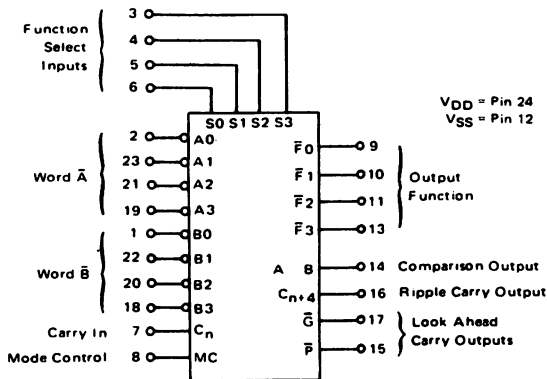 Function
Select
Inputs
3
4
5
6
S0 S1 S2 S3
VDD = Pin 24
VSS = Pin 12
Word A̅
2 A0
23 A1
21 A2
19 A3
Word B̅
1 B0
22 B1
20 B2
18 B3
Carry In 7 Cn
Mode Control 8 MC
F̅0 9
F̅1 10
F̅2 11
F̅3 13
Output
Function
A B 14 Comparison Output
Cn+4 16 Ripple Carry Output
G̅ 17
P̅ 15
Look Ahead
Carry Outputs